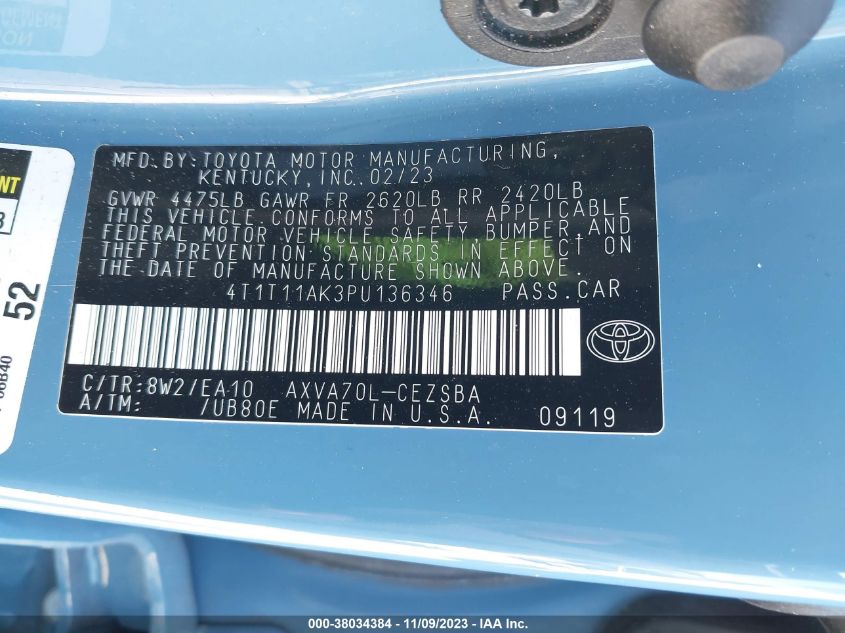 MFD.BY:TOYOTA MOTOR MANUFACTURING,
KENTUCKY, INC. 02/23
GVWR 4475LB GAWR FR 2620LB RR 2420LB
THIS VEHICLE CONFORMS TO ALL APPLICABLE
FEDERAL MOTOR VEHICLE SAFETY, BUMPER, AND
THEFT PREVENTION STANDARDS IN EFFECT ON
THE DATE OF MANUFACTURE SHOWN ABOVE.
4T1T11AK3PU136346 PASS.CAR
C/TR:8W2/EA10 AXVA70L-CEZSBA
A/TM: /UB80E MADE IN U.S.A. 09119
52
06B40
000-38034384 - 11/09/2023 - IAA Inc.